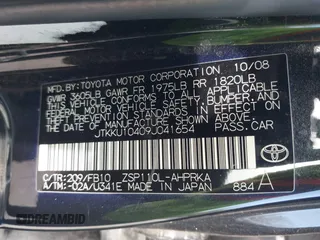 MFD.BY:TOYOTA MOTOR CORPORATION 10/08
GVWR 3605LB GAWR FR 1975LB RR 1820LB
THIS VEHICLE CONFORMS TO ALL APPLICABLE
FEDERAL MOTOR VEHICLE SAFETY, BUMPER, AND
THEFT PREVENTION STANDARDS IN EFFECT ON
THE DATE OF MANUFACTURE SHOWN ABOVE.
JTKKU10409J041654
C/TR:209/FB10 ZSP110L-AHPRKA
A/TM:-02A/U341E MADE IN JAPAN 884 A
TOYOTA
DREAMBID